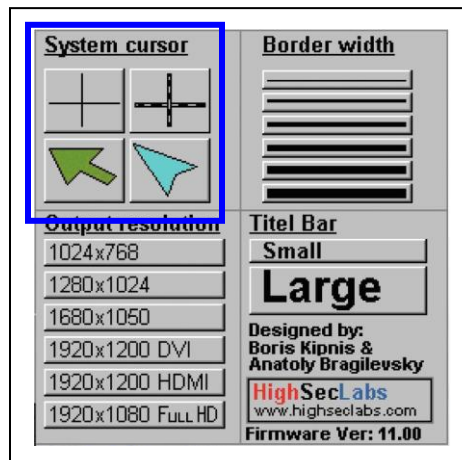 System cursor
Border width
Output resolution
1024x768
1280x1024
1680x1050
1920x1200 DVI
1920x1200 HDMI
1920x1080 FULL HD
Titel Bar
Small
Large
Designed by:
Boris Kipnis &
Anatoly Bragilevsky
HighSecLabs
www.highseclabs.com
Firmware Ver: 11.00